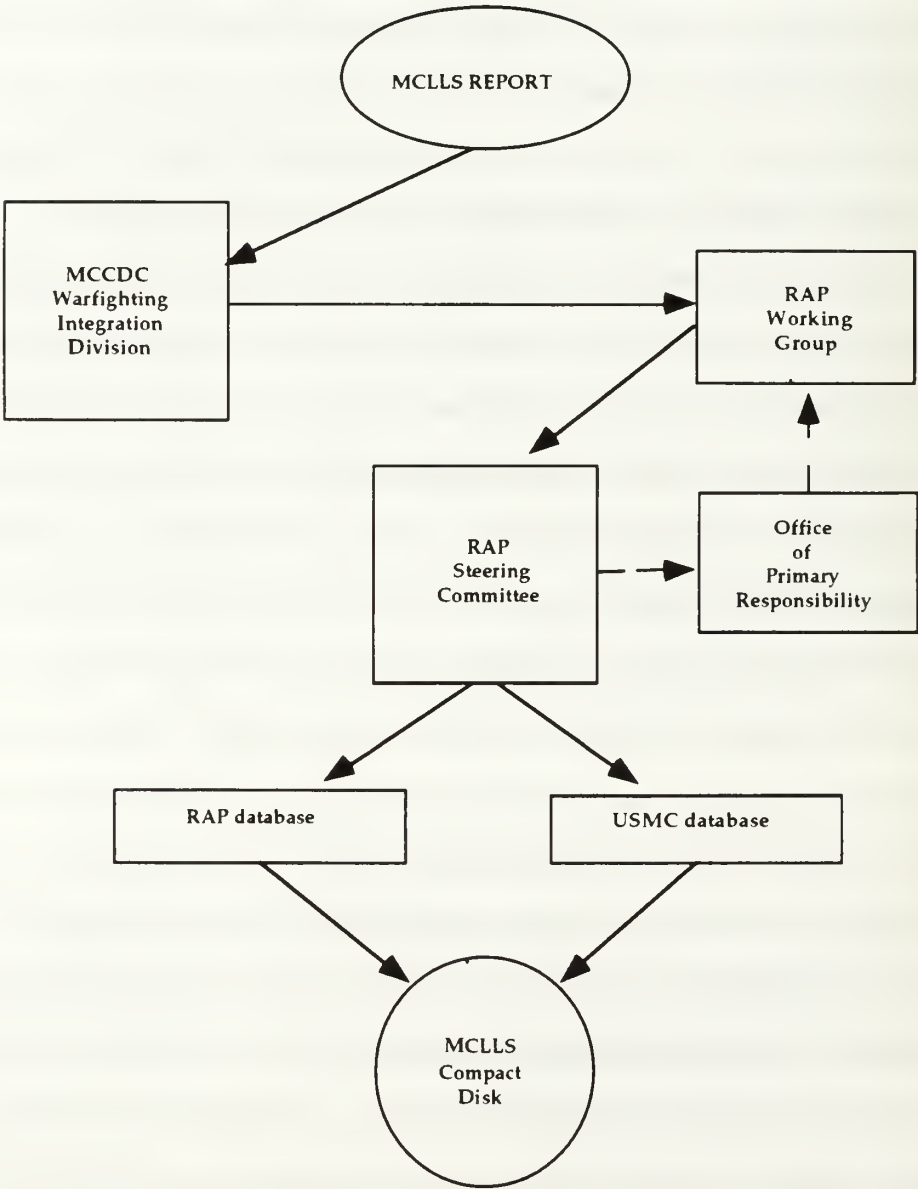 MCLLS REPORT
MCCDC
Warfighting
Integration
Division
RAP
Working
Group
RAP
Steering
Committee
Office
of
Primary
Responsibility
RAP database
USMC database
MCLLS
Compact
Disk